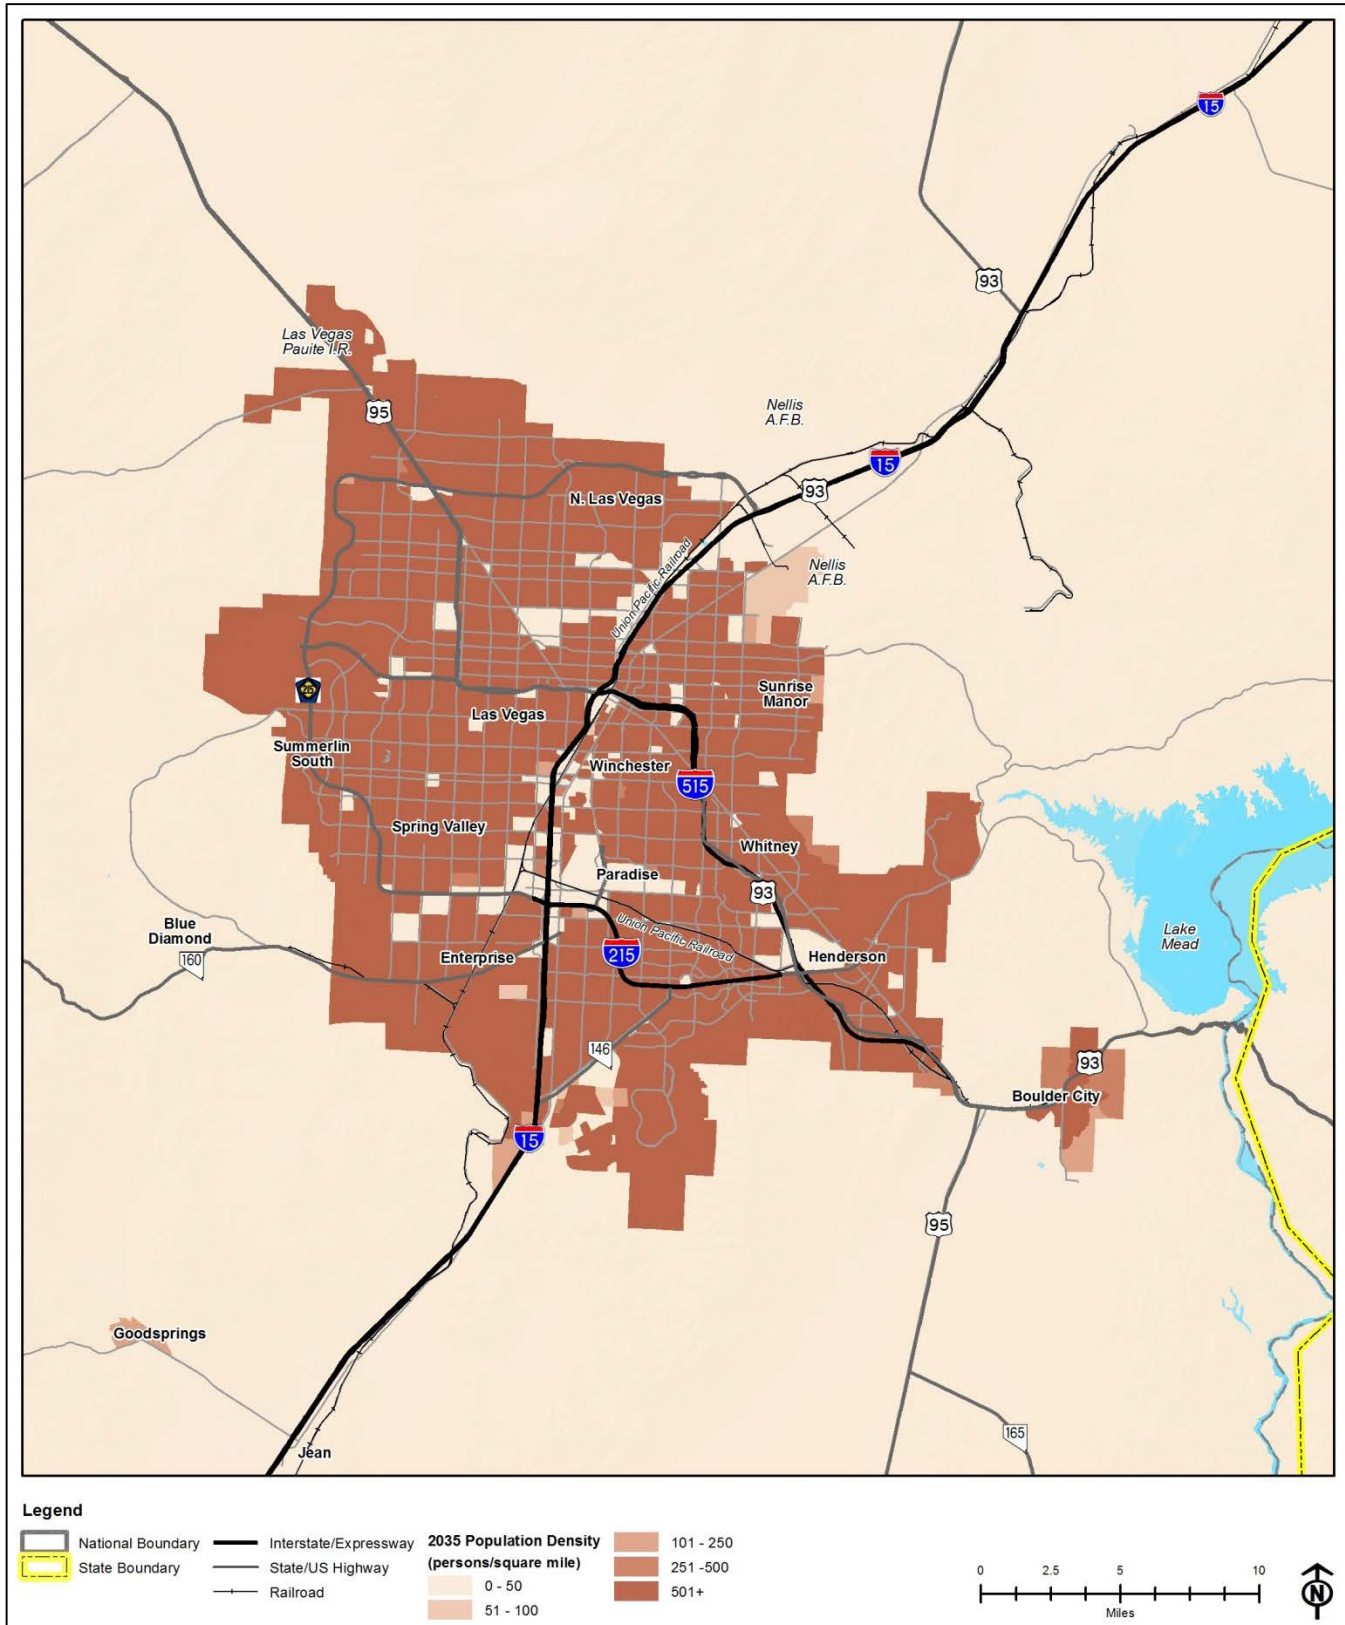 15
93
Las Vegas
Pauite I.R.
95
Nellis
A.F.B.
15
93
N. Las Vegas
Union Pacific Railroad
Nellis
A.F.B.
Sunrise
Manor
215
Las Vegas
Summerlin
South
Winchester
515
Spring Valley
Whitney
Paradise
93
Blue
Diamond
160
Union Pacific Railroad
Lake
Mead
Enterprise
215
Henderson
146
93
Boulder City
15
95
Goodsprings
165
Jean
Legend
National Boundary
State Boundary
Interstate/Expressway
State/US Highway
Railroad
2035 Population Density
(persons/square mile)
0 - 50
51 - 100
101 - 250
251 -500
501+
0 2.5 5 10
Miles
N